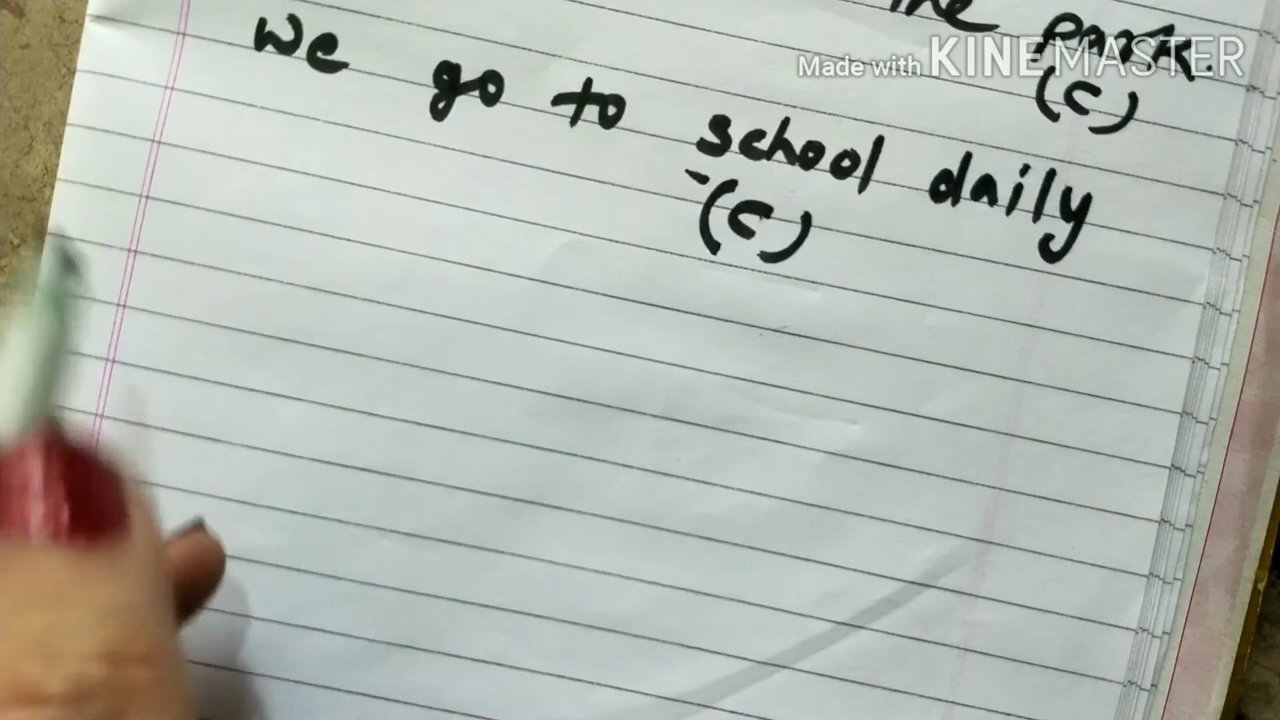 the park.
Made with KINEMASTER
(C)
We go to school daily
-(C)